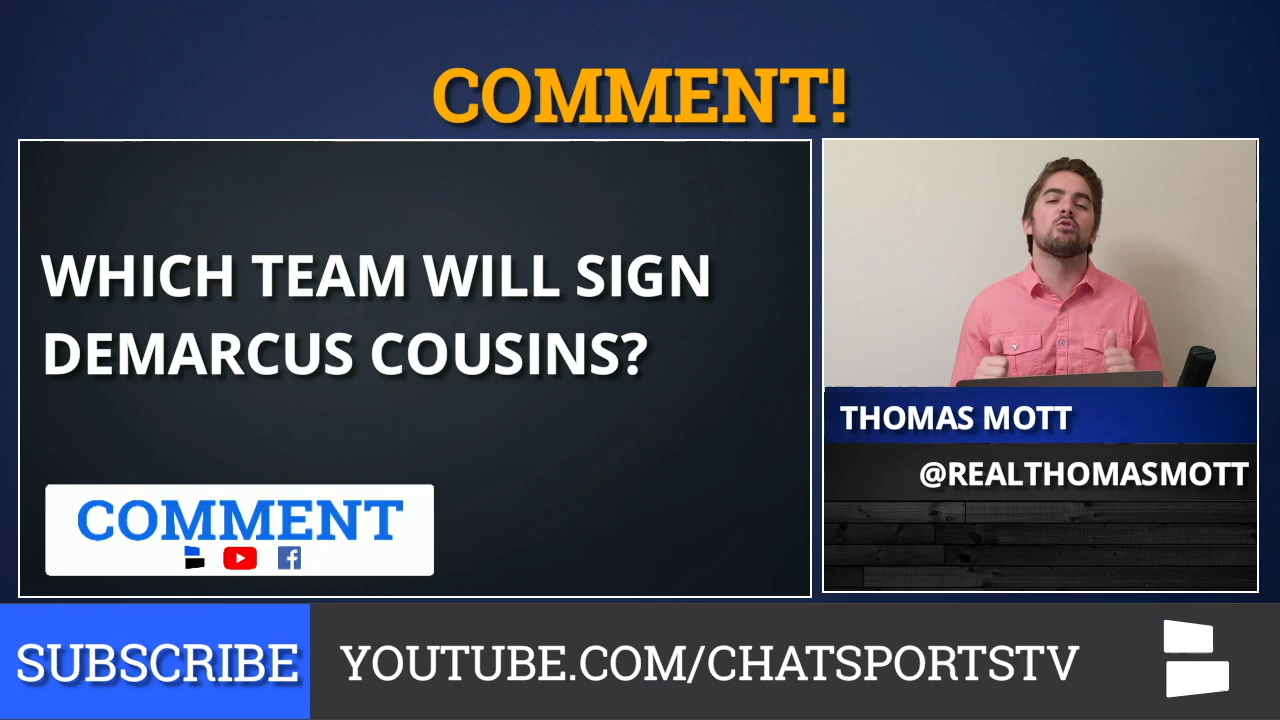 COMMENT!
WHICH TEAM WILL SIGN
DEMARCUS COUSINS?
COMMENT
THOMAS MOTT
@REALTHOMASMOTT
SUBSCRIBE
YOUTUBE.COM/CHATSPORTSTV